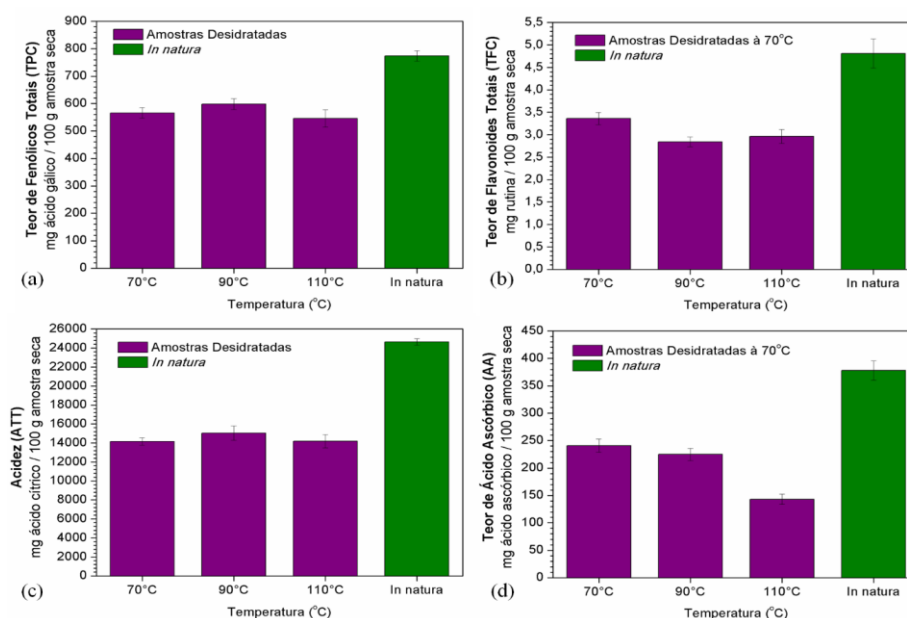 Teor de Fenólicos Totais (TPC)
mg ácido gálico / 100 g amostra seca
800
700
600
500
400
300
200
100
0
Amostras Desidratadas
In natura
70°C
90°C
110°C
In natura
Temperatura (°C)
(a)
Teor de Flavonoides Totais (TFC)
mg rutina / 100 g amostra seca
5,5
5,0
4,5
4,0
3,5
3,0
2,5
2,0
1,5
1,0
0,5
0,0
Amostras Desidratadas à 70°C
In natura
70°C
90°C
110°C
In natura
Temperatura (°C)
(b)
Acidez (ATT)
mg ácido cítrico / 100 g amostra seca
26000
24000
22000
20000
18000
16000
14000
12000
10000
8000
6000
4000
2000
0
Amostras Desidratadas
In natura
70°C
90°C
110°C
In natura
Temperatura (°C)
(c)
Teor de Ácido Ascórbico (AA)
mg ácido ascórbico / 100 g amostra seca
450
400
350
300
250
200
150
100
50
0
Amostras Desidratadas à 70°C
In natura
70°C
90°C
110°C
In natura
Temperatura (°C)
(d)